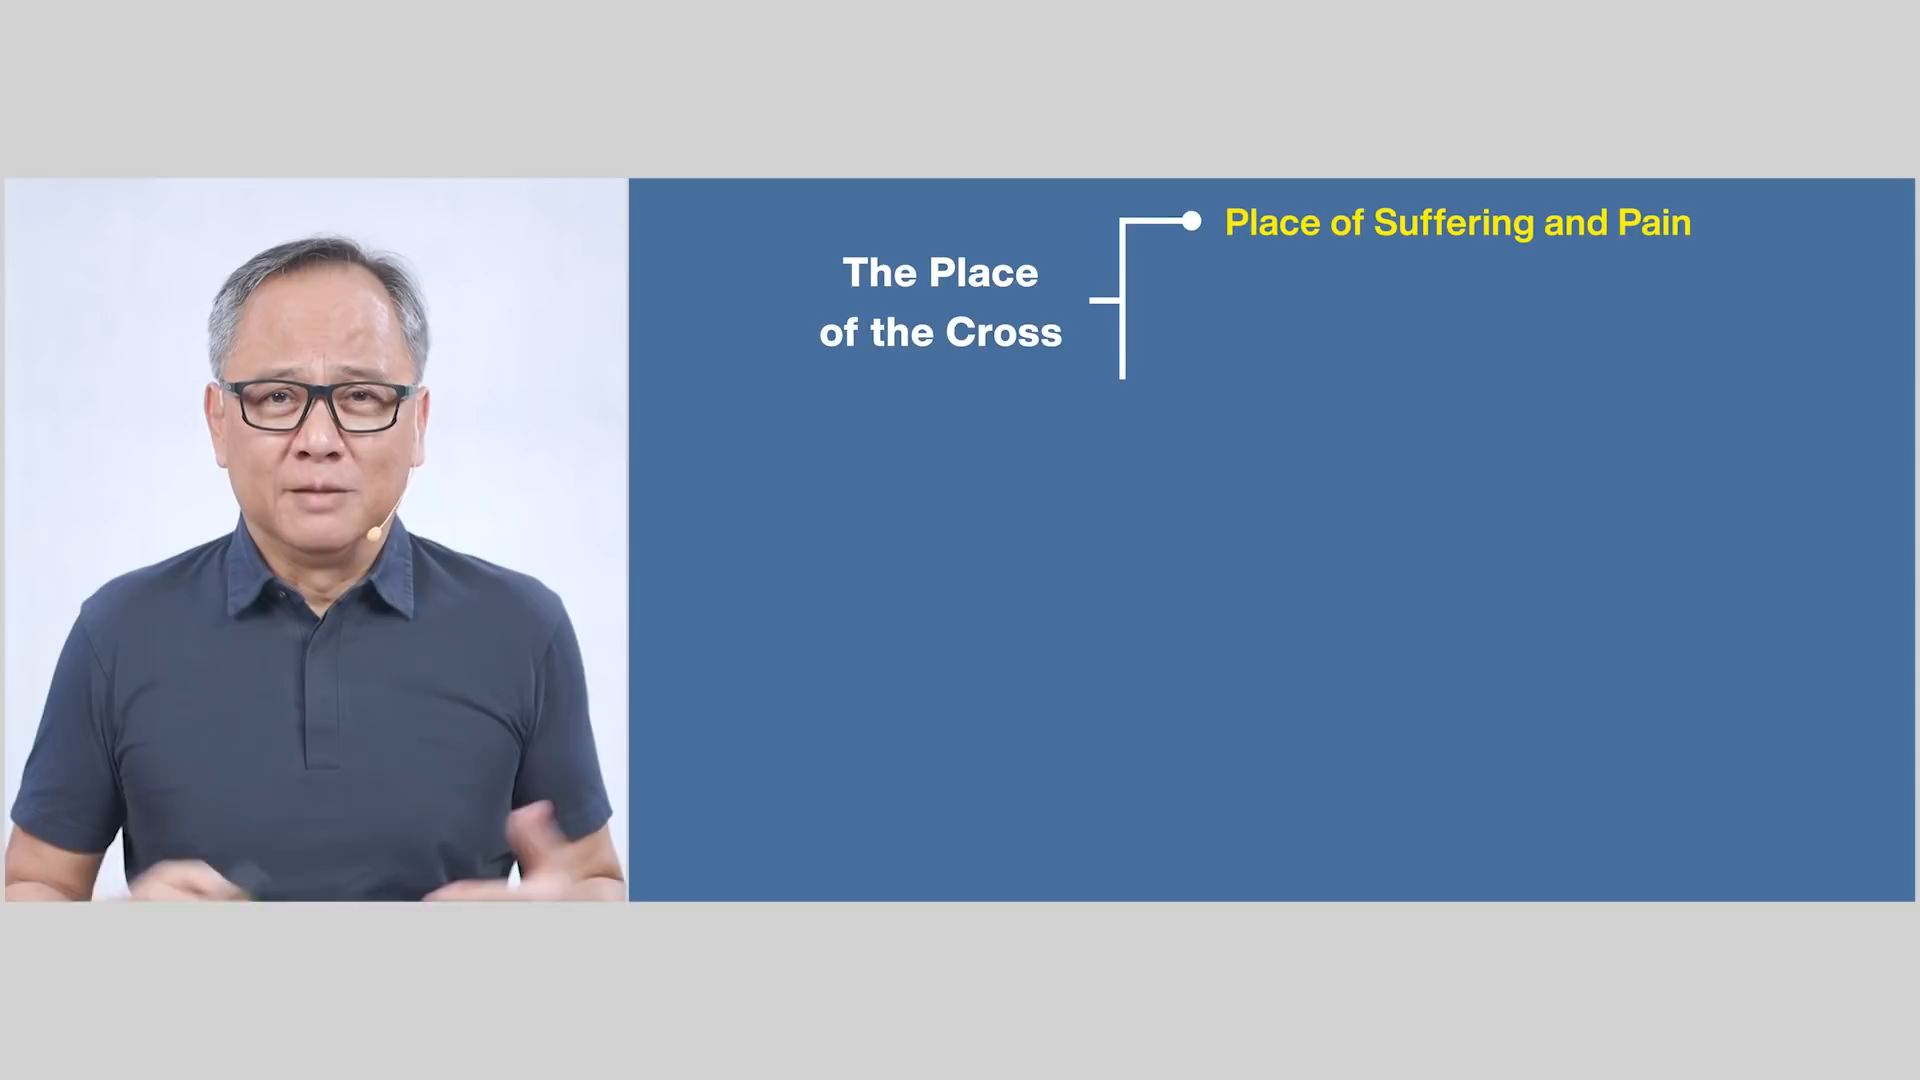 The Place
of the Cross
Place of Suffering and Pain